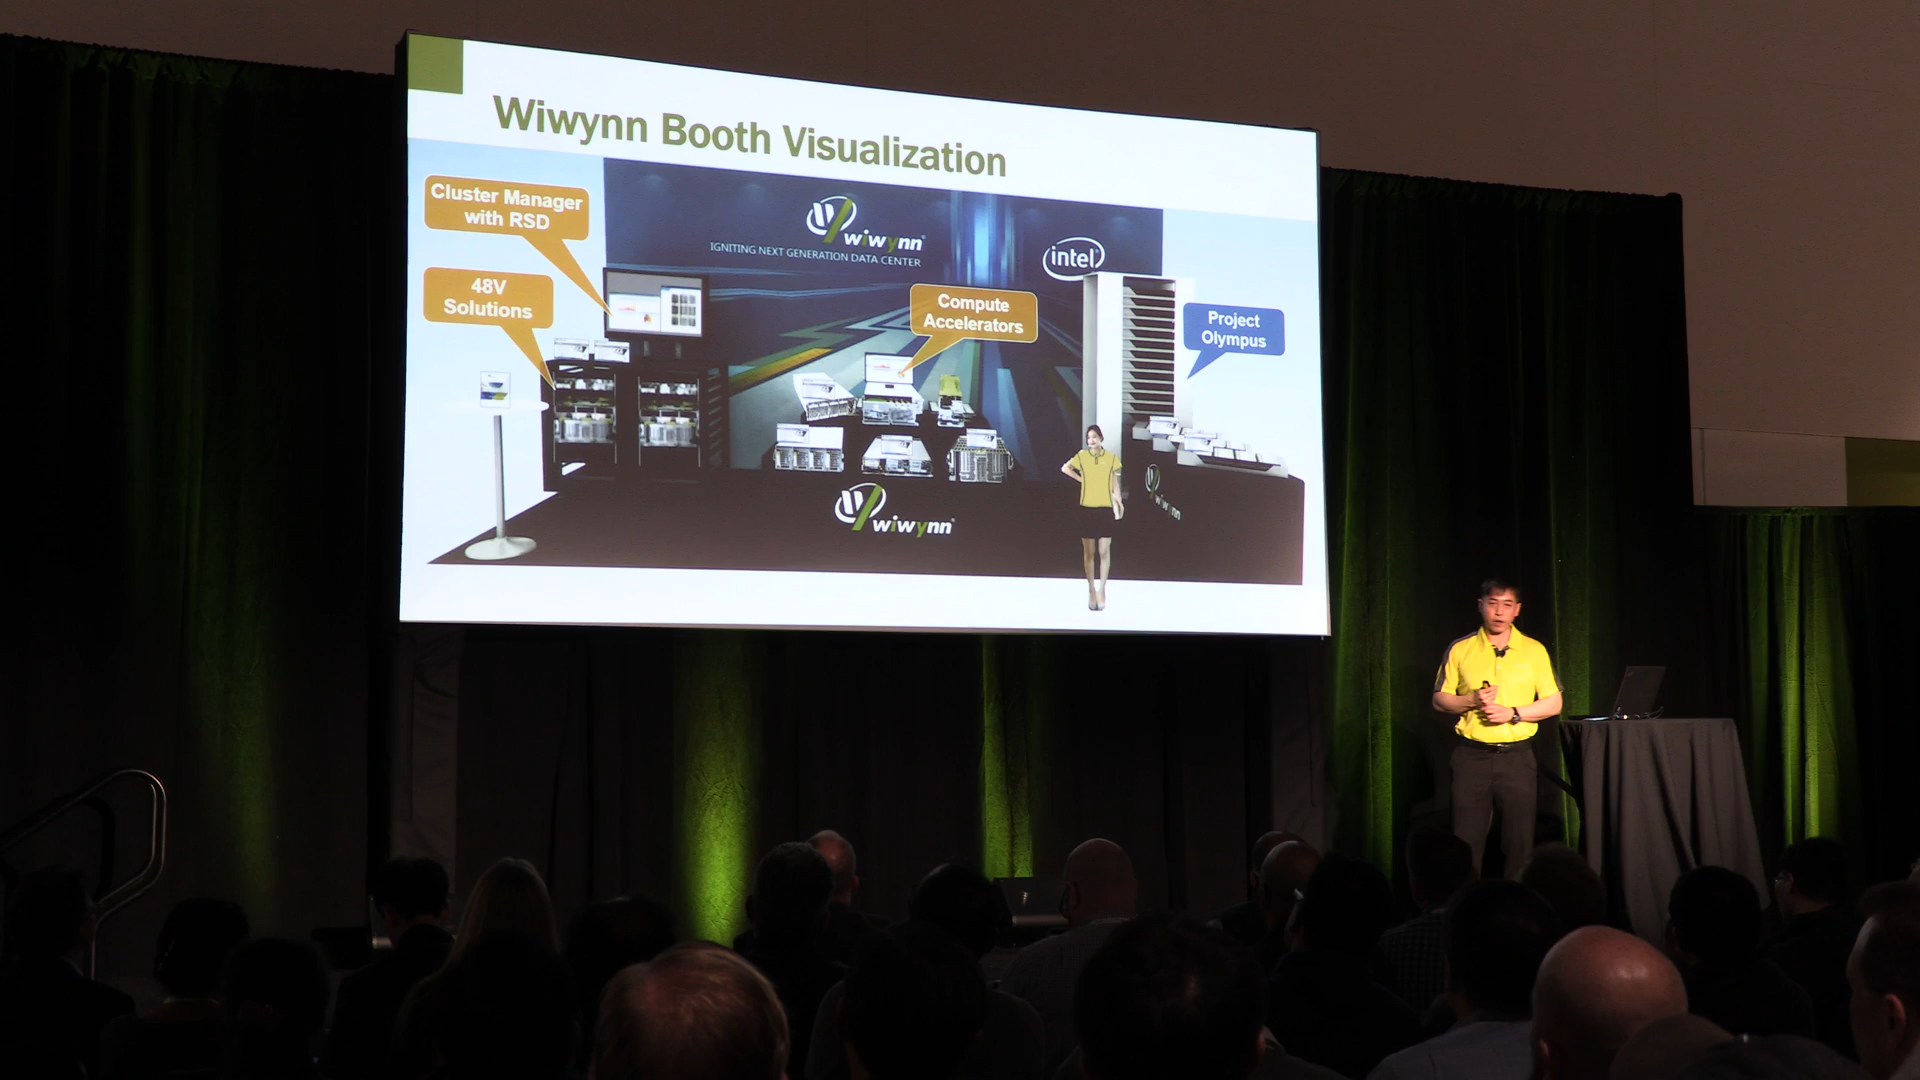 Wiwynn Booth Visualization
Cluster Manager
with RSD
wiwynn
IGNITING NEXT GENERATION DATA CENTER
intel
48V
Solutions
Compute
Accelerators
Project
Olympus
wiwynn
wiwynn